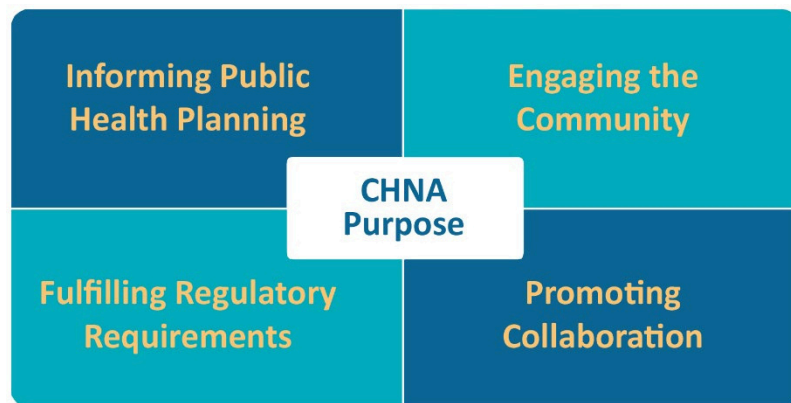 Informing Public
Health Planning
Engaging the
Community
CHNA
Purpose
Fulfilling Regulatory
Requirements
Promoting
Collaboration